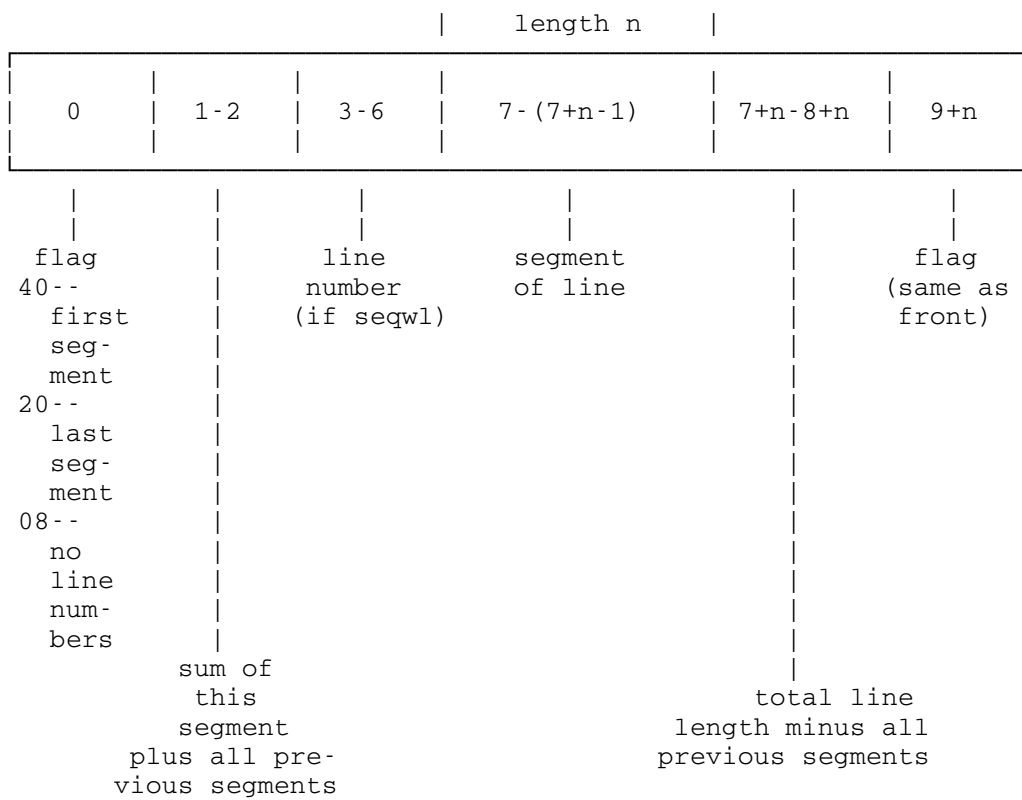 length n
0 1-2 3-6 7-(7+n-1) 7+n-8+n 9+n
flag line segment flag
40-- number of line (same as
first (if seqwl) front)
seg-
ment
20--
last
seg-
ment
08--
no
line
num-
bers
sum of
this total line
segment length minus all
plus all pre- previous segments
vious segments